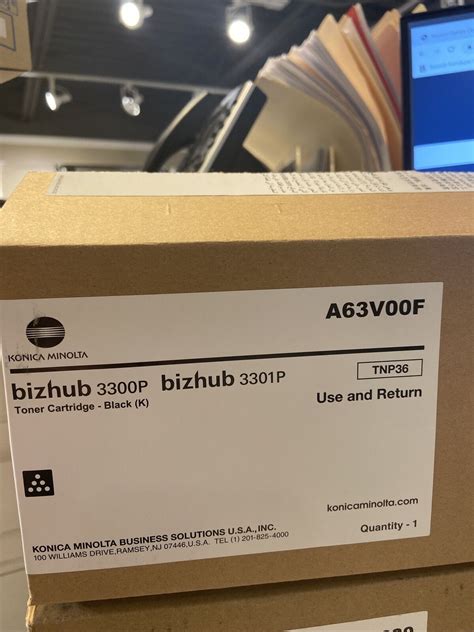 A63V00F
KONICA MINOLTA
bizhub 3300P bizhub 3301P
TNP36
Toner Cartridge - Black (K)
Use and Return
konicaminolta.com
Quantity - 1
KONICA MINOLTA BUSINESS SOLUTIONS U.S.A., INC.
100 WILLIAMS DRIVE,RAMSEY,NJ 07446,U.S.A. TEL (1) 201-825-4000